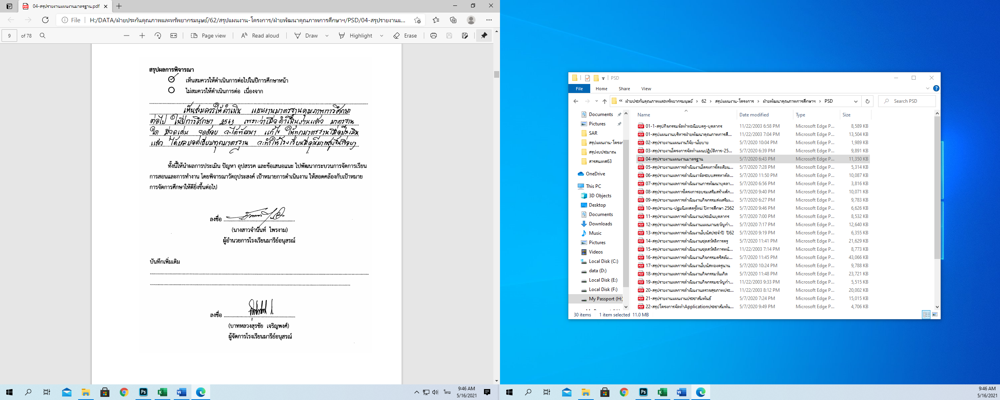 04-สรุปรายงานแผนงานมาตรฐาน.pdf
File
H:/DATA/ฝ่ายประกันคุณภาพและทรัพยากรมนุษย์/62/สรุปแผนงาน-โครงการ/ฝ่ายพัฒนาคุณภาพการศึกษาฯ/PSD/04-สรุปรายงานแ...
9 of 78
Page view
Read aloud
Draw
Highlight
Erase
สรุปผลการพิจารณา
เห็นสมควรให้ดำเนินการต่อไปในปีการศึกษาหน้า
ไม่สมควรให้ดำเนินการต่อ เนื่องจาก
เห็นสมควรให้ดำเนิน แผนงานมาตรฐานคุณภาพการศึกษา
ต่อไป ในปีการศึกษา 2563 เพราะว่าเมื่อดำเนินงานแล้ว มาตรฐาน
ใด มีจุดเด่น จุดด้อย จะได้พัฒนา แก้ไข ให้ทุกมาตรฐานเมื่อประเมิน
แล้ว ได้ผลยอดเยี่ยมทุกมาตรฐาน จะทำให้โรงเรียนมีคุณภาพสูงขึ้นเรื่อยๆ
ทั้งนี้ให้นำผลการประเมิน ปัญหา อุปสรรค และข้อเสนอแนะ ไปพัฒนากระบวนการจัดการเรียน
การสอนและการทำงาน โดยพิจารณาวัตถุประสงค์ เป้าหมายการดำเนินงาน ให้สอดคล้องกับเป้าหมาย
การจัดการศึกษาให้ดียิ่งขึ้นต่อไป
ลงชื่อ
(นางสาวจำนันท์ ไพรงาม)
ผู้อำนวยการโรงเรียนมารีย์อนุสรณ์
บันทึกเพิ่มเติม
ลงชื่อ
(บาทหลวงสุรชัย เจริญพงศ์)
ผู้จัดการโรงเรียนมารีย์อนุสรณ์
ไทย
9:46 AM
5/16/2021
PSD
File Home Share View
ฝ่ายประกันคุณภาพและทรัพยากรมนุษย์ › 62 › สรุปแผนงาน-โครงการ › ฝ่ายพัฒนาคุณภาพการศึกษาฯ › PSD
Search PSD
Documents
Pictures
SAR
สรุปแผนงาน-โครงก
สรุปงบประมาณ
สารสนเทศ63
OneDrive
This PC
3D Objects
Desktop
Documents
Downloads
Music
Pictures
Videos
Local Disk (C:)
data (D:)
Local Disk (E:)
Local Disk (F:)
My Passport (H:)
Name Date modified Type Size
01-1-สรุปกิจกรรมจัดทำทะเนียบครู-บุคลากร 11/22/2003 6:58 PM Microsoft Edge P... 8,589 KB
01-สรุปแผนงานบริหารฝ่ายพัฒนาคุณภาพการศึ... 11/22/2003 7:04 PM Microsoft Edge P... 13,504 KB
02-สรุปรายงานแผนงานวิจัย-นโยบาย 5/7/2020 10:04 PM Microsoft Edge P... 1,989 KB
03-สรุปรายงานโครงการจัดทำแผนปฏิบัติการ-25... 5/7/2020 6:39 PM Microsoft Edge P... 9,891 KB
04-สรุปรายงานแผนงานมาตรฐาน 5/7/2020 6:43 PM Microsoft Edge P... 11,350 KB
05-สรุปรายงานผลการดำเนินงานโครงการโรงเรียน... 5/7/2020 7:28 PM Microsoft Edge P... 5,314 KB
06-สรุปรายงานผลการดำเนินงาจัดระบบสรรหาคัด... 5/7/2020 11:50 PM Microsoft Edge P... 10,087 KB
07-สรุปรายงานผลการดำเนินงานการพัฒนาบุคลา... 5/7/2020 6:56 PM Microsoft Edge P... 3,816 KB
08-สรุปรายงานผลการโครงการอบรมเสริมสร้างศัก... 5/7/2020 9:40 PM Microsoft Edge P... 10,071 KB
09-สรุปรายงานผลการดำเนินงานกิจกรรมส่งเสริมเ... 5/7/2020 6:27 PM Microsoft Edge P... 9,783 KB
10-สรุปรายงาน-ปฐมนิเทศครูใหม่ ปีการศึกษา 2562 5/7/2020 9:46 PM Microsoft Edge P... 6,626 KB
11-สรุปรายงานผลการดำเนินงานประเมินบุคลากร 5/7/2020 7:00 PM Microsoft Edge P... 8,532 KB
12-สรุปรายงานผลการดำเนินงานแผนงานขวัญกำ... 5/7/2020 7:17 PM Microsoft Edge P... 12,640 KB
13-สรุปรายงานผลการดำเนินงานโบนัสประจำปี ปี62 5/7/2020 9:19 PM Microsoft Edge P... 6,355 KB
14-สรุปรายงานผลการดำเนินงานชุดสวัสดิการครู 5/7/2020 11:41 PM Microsoft Edge P... 21,629 KB
15-สรุปรายงานผลการดำเนินงานชุดสวัสดิการพนั... 11/22/2003 7:14 PM Microsoft Edge P... 8,773 KB
16-สรุปรายงานผลการดำเนินงานกิจกรรมคริสต์ม... 5/7/2020 11:45 PM Microsoft Edge P... 43,066 KB
17-สรุปรายงานผลการดำเนินงานโบนัสทองครูนาน 5/7/2020 10:24 PM Microsoft Edge P... 9,788 KB
18-สรุปรายงานผลการดำเนินงานกิจกรรมวันเกิด 5/7/2020 11:48 PM Microsoft Edge P... 23,721 KB
19-สรุปรายงานผลการดำเนินงานกิจกรรมขวัญกำ... 11/22/2003 9:33 PM Microsoft Edge P... 5,515 KB
20-สรุปรายงานผลการดำเนินงานตรวจสุขภาพประ... 11/22/2003 8:12 PM Microsoft Edge P... 20,002 KB
21-สรุปรายงานแผนงานประชาสัมพันธ์ 5/7/2020 7:24 PM Microsoft Edge P... 15,015 KB
22-สรุปโครงการจัดทำApplicationประชาสัมพัน... 5/7/2020 9:49 PM Microsoft Edge P... 4,706 KB
30 items 1 item selected 11.0 MB
9:46 AM
5/16/2021